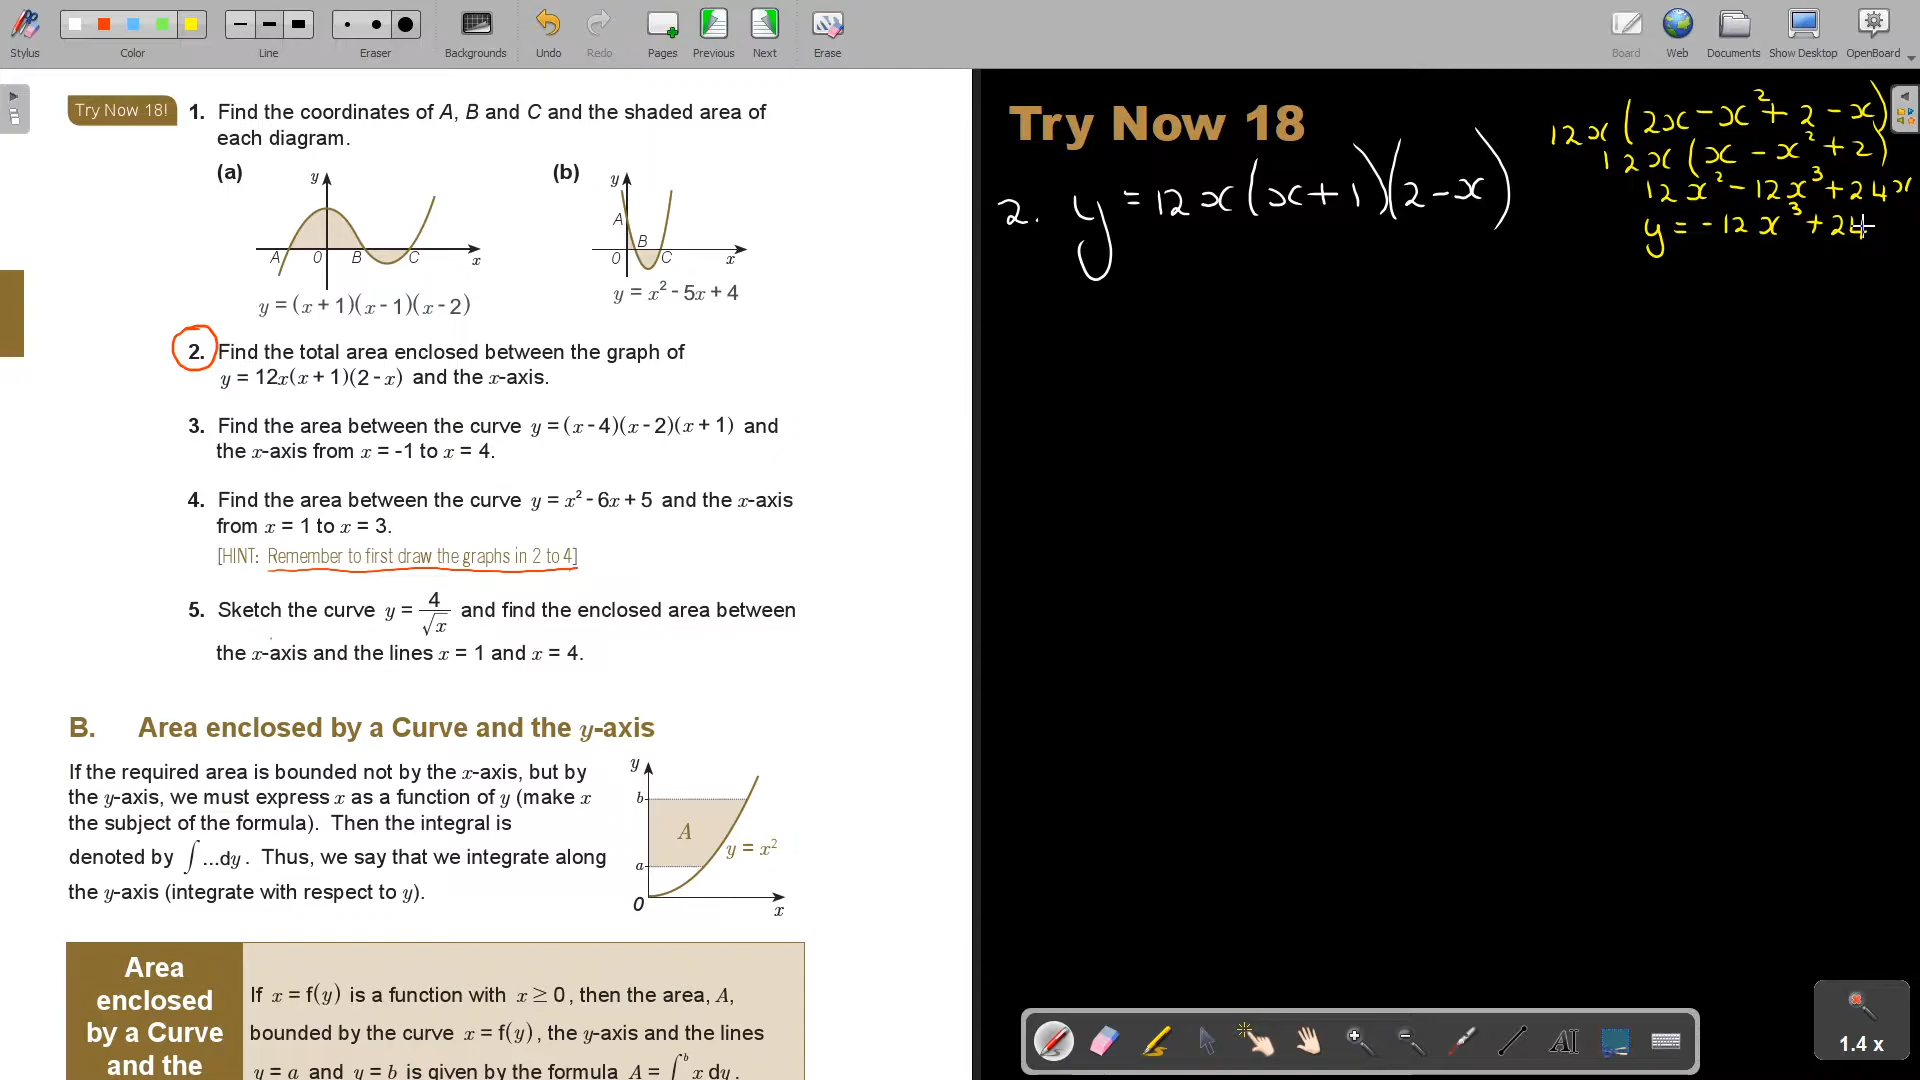 Stylus
Color
Line
Eraser
Backgrounds
Undo
Redo
Pages
Previous
Next
Erase
Board
Web
Documents
Show Desktop
OpenBoard
Try Now 18!
1. Find the coordinates of A, B and C and the shaded area of
each diagram.
(a)
y
A
O
B
C
x
y = (x + 1)(x - 1)(x - 2)
(b)
y
A
B
O
C
x
y = x² - 5x + 4
2. Find the total area enclosed between the graph of
y = 12x(x + 1)(2 - x) and the x-axis.
3. Find the area between the curve y = (x - 4)(x - 2)(x + 1) and
the x-axis from x = -1 to x = 4.
4. Find the area between the curve y = x² - 6x + 5 and the x-axis
from x = 1 to x = 3.
[HINT: Remember to first draw the graphs in 2 to 4]
5. Sketch the curve y = 4/√x and find the enclosed area between
the x-axis and the lines x = 1 and x = 4.
B. Area enclosed by a Curve and the y-axis
If the required area is bounded not by the x-axis, but by
the y-axis, we must express x as a function of y (make x
the subject of the formula). Then the integral is
denoted by ∫ ...dy. Thus, we say that we integrate along
the y-axis (integrate with respect to y).
y
b
A
y = x²
a
O
x
Area
enclosed
by a Curve
and the
If x = f(y) is a function with x ≥ 0, then the area, A,
bounded by the curve x = f(y), the y-axis and the lines
y = a and y = b is given by the formula A = ∫ᵇ x dy.
Try Now 18
2. y = 12x(x+1)(2-x)
12x(2x - x² + 2 - x)
12x(x - x² + 2)
12x² - 12x³ + 24x
y = -12x³ + 24
AI
1.4 x